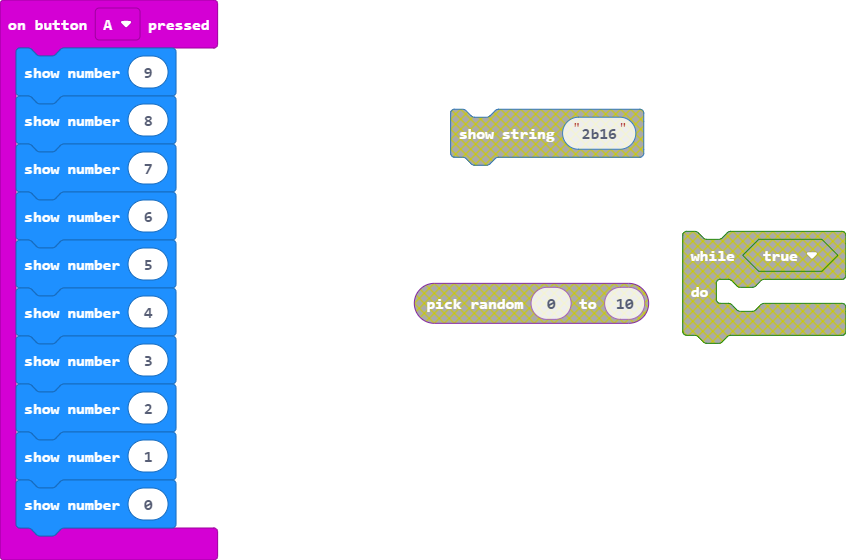 on button A pressed
show number 9
show number 8
show number 7
show number 6
show number 5
show number 4
show number 3
show number 2
show number 1
show number 0
show string "2b16"
while true
do
pick random 0 to 10